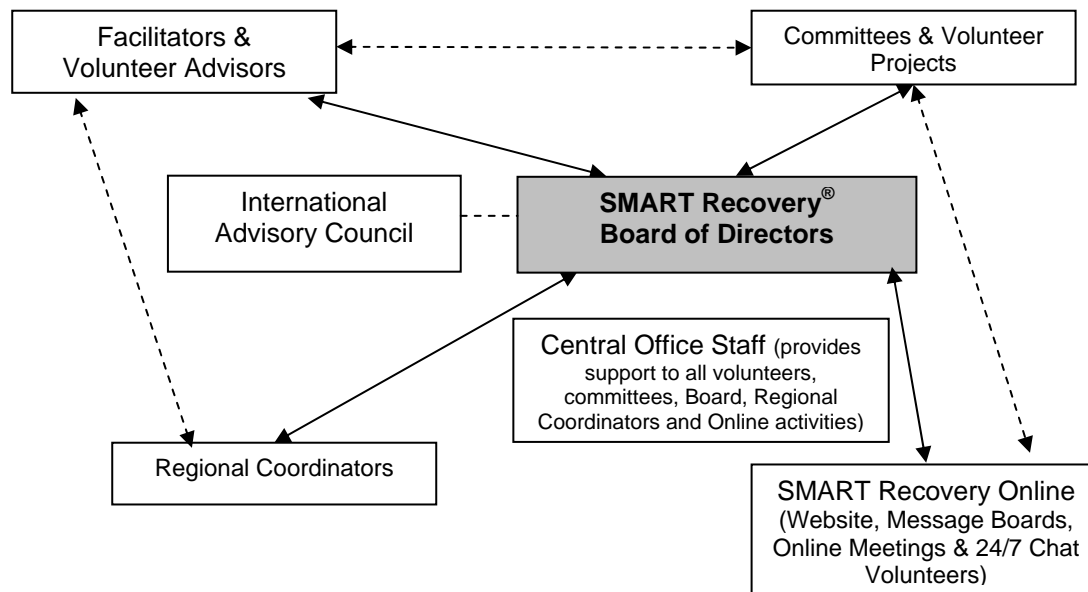 Facilitators &
Volunteer Advisors
Committees & Volunteer
Projects
International
Advisory Council
SMART Recovery®
Board of Directors
Central Office Staff (provides
support to all volunteers,
committees, Board, Regional
Coordinators and Online activities)
Regional Coordinators
SMART Recovery Online
(Website, Message Boards,
Online Meetings & 24/7 Chat
Volunteers)